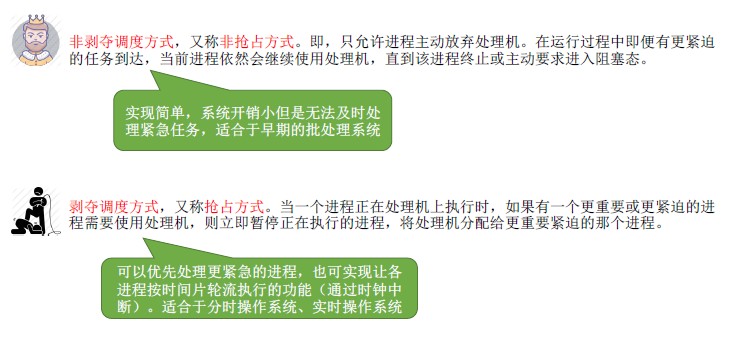 非剥夺调度方式，又称非抢占方式。即，只允许进程主动放弃处理机。在运行过程中即便有更紧迫
的任务到达，当前进程依然会继续使用处理机，直到该进程终止或主动要求进入阻塞态。
实现简单，系统开销小但是无法及时处
理紧急任务，适合于早期的批处理系统
剥夺调度方式，又称抢占方式。当一个进程正在处理机上执行时，如果有一个更重要或更紧迫的进
程需要使用处理机，则立即暂停正在执行的进程，将处理机分配给更重要紧迫的那个进程。
可以优先处理更紧急的进程，也可实现让各
进程按时间片轮流执行的功能（通过时钟中
断）。适合于分时操作系统、实时操作系统